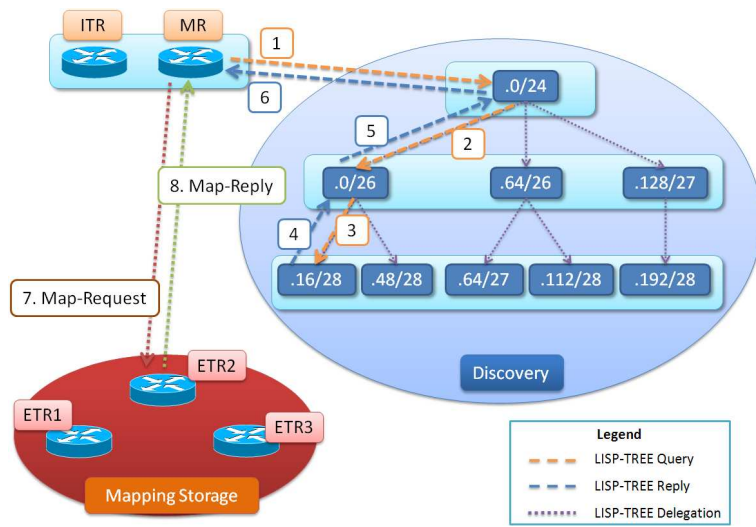 ITR
MR
1
6
.0/24
5
2
8. Map-Reply
.0/26
.64/26
.128/27
4
3
.16/28
.48/28
.64/27
.112/28
.192/28
7. Map-Request
ETR2
Discovery
ETR1
ETR3
Mapping Storage
Legend
LISP-TREE Query
LISP-TREE Reply
LISP-TREE Delegation